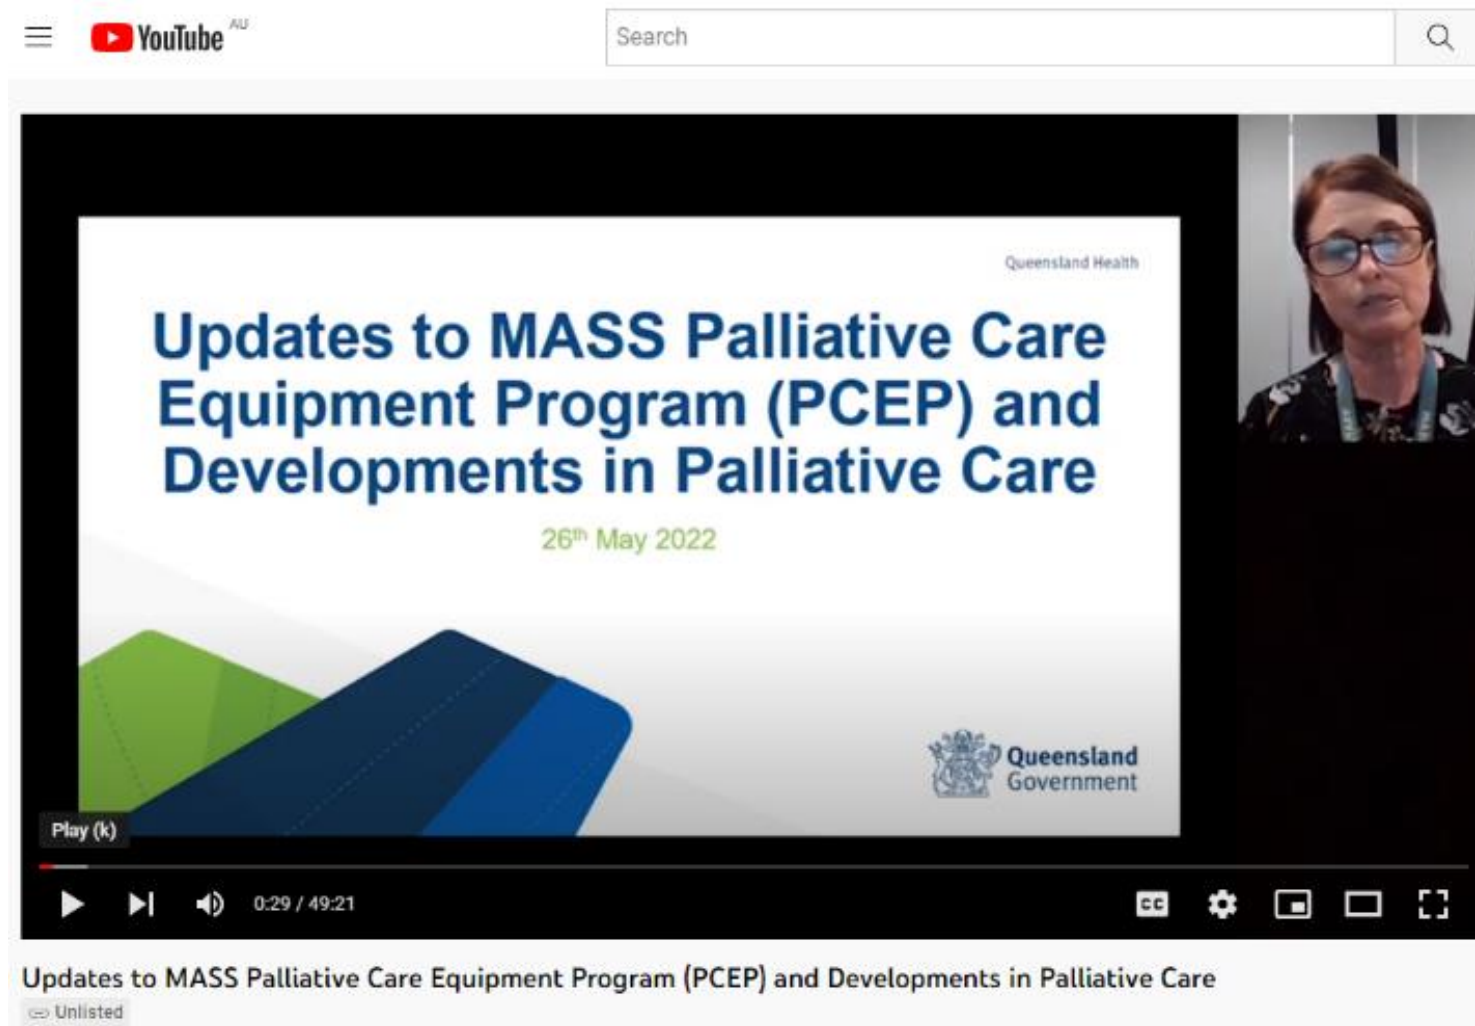 YouTube AU
Search
Queensland Health
Updates to MASS Palliative Care
Equipment Program (PCEP) and
Developments in Palliative Care
26th May 2022
Queensland
Government
Play (k)
0:29 / 49:21
CC
Updates to MASS Palliative Care Equipment Program (PCEP) and Developments in Palliative Care
Unlisted